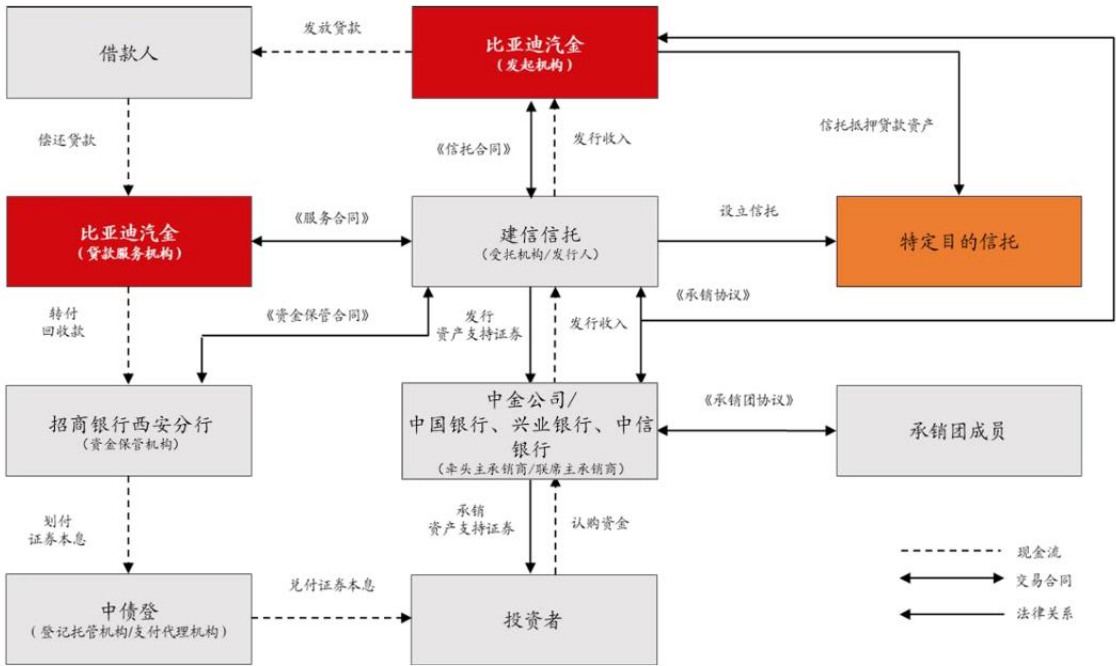 发放贷款
借款人
比亚迪汽金
（发起机构）
偿还贷款
《信托合同》
发行收入
信托抵押贷款资产
比亚迪汽金
（贷款服务机构）
《服务合同》
建信信托
（受托机构/发行人）
设立信托
特定目的信托
转付
回收款
《资金保管合同》
发行
资产支持证券
发行收入
《承销协议》
招商银行西安分行
（资金保管机构）
中金公司/
中国银行、兴业银行、中信
银行
（牵头主承销商/联席主承销商）
《承销团协议》
承销团成员
划付
证券本息
承销
资产支持证券
认购资金
中债登
（登记托管机构/支付代理机构）
兑付证券本息
投资者
现金流
交易合同
法律关系